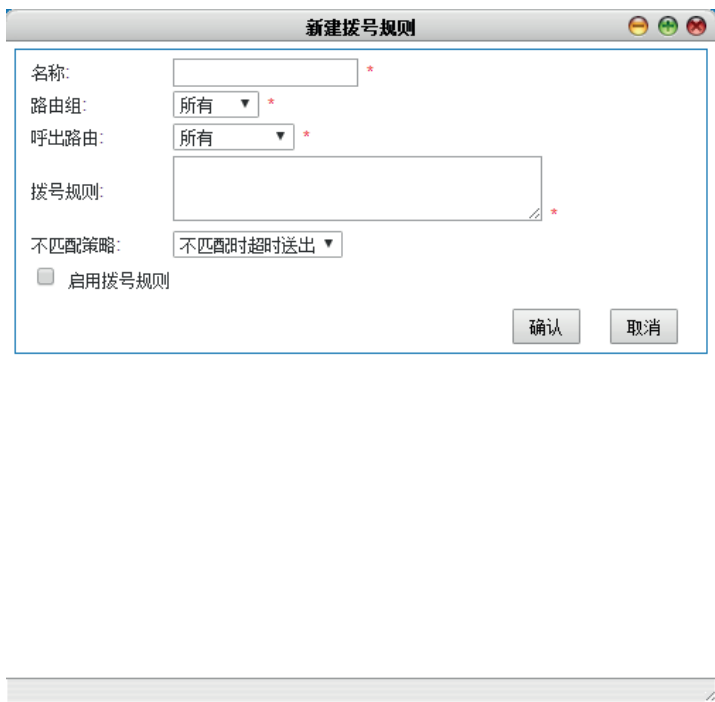 新建拨号规则
名称: *
路由组: 所有 *
呼出路由: 所有 *
拨号规则: *
不匹配策略: 不匹配时超时送出
启用拨号规则
确认 取消